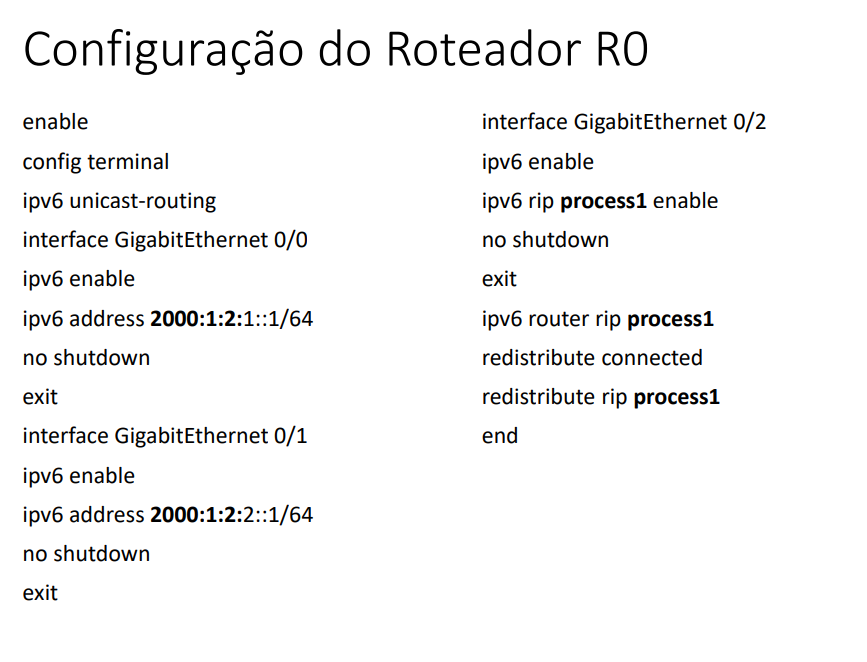 Configuração do Roteador R0
enable
config terminal
ipv6 unicast-routing
interface GigabitEthernet 0/0
ipv6 enable
ipv6 address 2000:1:2:1::1/64
no shutdown
exit
interface GigabitEthernet 0/1
ipv6 enable
ipv6 address 2000:1:2:2::1/64
no shutdown
exit
interface GigabitEthernet 0/2
ipv6 enable
ipv6 rip process1 enable
no shutdown
exit
ipv6 router rip process1
redistribute connected
redistribute rip process1
end